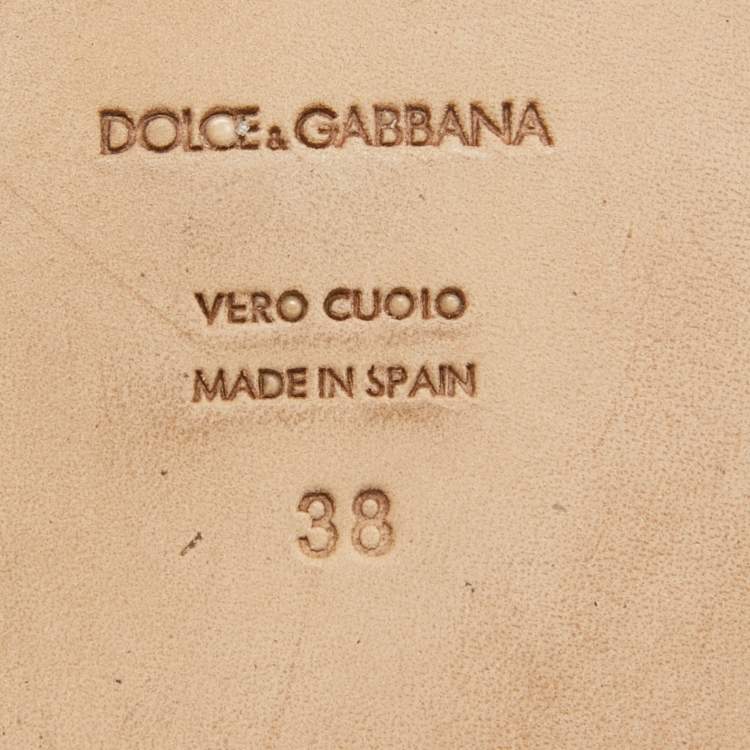 DOLCE & GABBANA
VERO CUOIO
MADE IN SPAIN
38